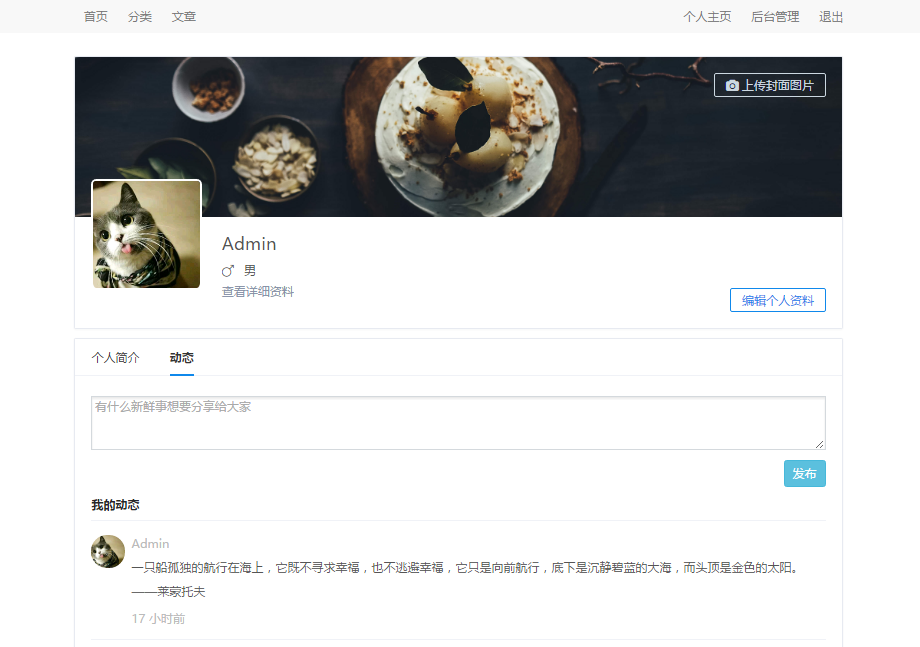 首页 分类 文章 个人主页 后台管理 退出
上传封面图片
Admin
男
查看详细资料
编辑个人资料
个人简介 动态
有什么新鲜事想要分享给大家
发布
我的动态
Admin
一只船孤独的航行在海上，它既不寻求幸福，也不逃避幸福，它只是向前航行，底下是沉静碧蓝的大海，而头顶是金色的太阳。
——莱蒙托夫
17 小时前